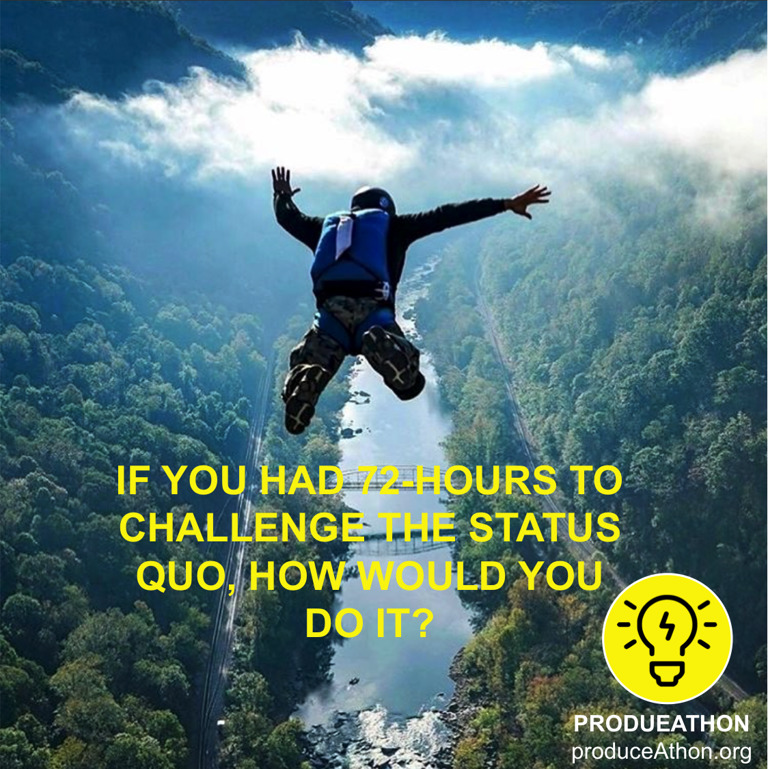 IF YOU HAD 72-HOURS TO
CHALLENGE THE STATUS
QUO, HOW WOULD YOU
DO IT?
PRODUEATHON
produceAthon.org